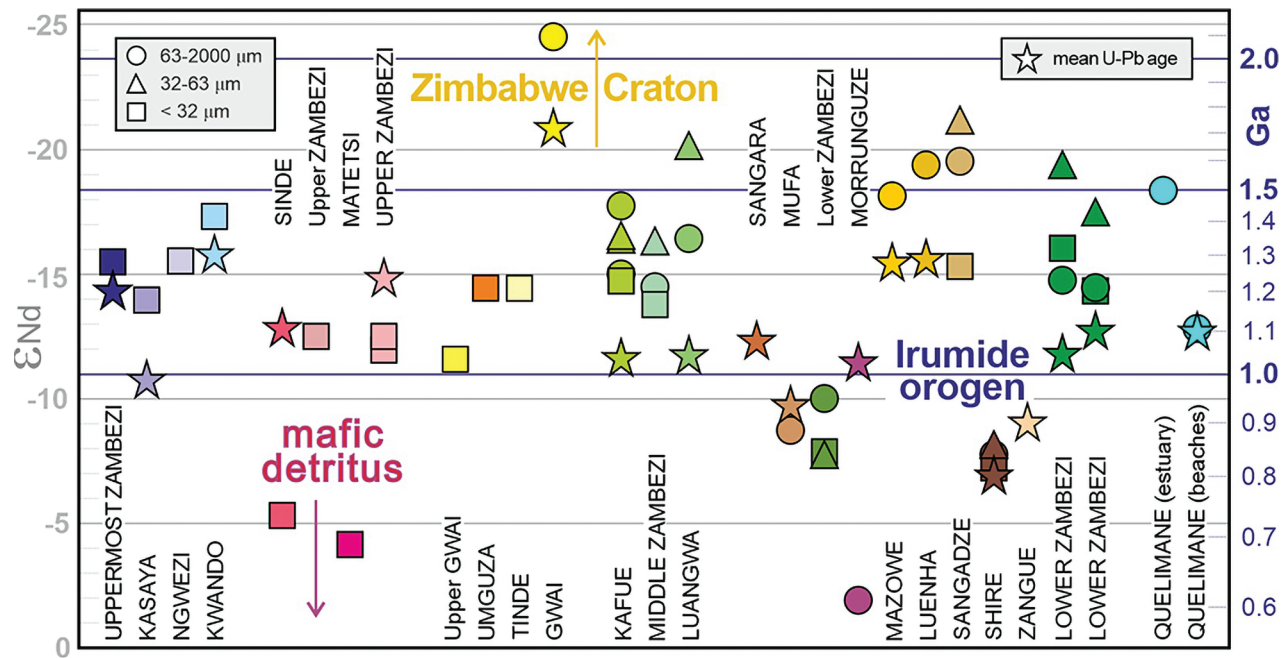 -25
-20
-15
-10
-5
0
εNd
63-2000 μm
32-63 μm
< 32 μm
mean U-Pb age
Zimbabwe Craton
2.0
1.5
1.4
1.3
1.2
1.1
1.0
0.9
0.8
0.7
0.6
Ga
mafic
detritus
Irumide
orogen
UPPERMOST ZAMBEZI
KASAYA
NGWEZI
KWANDO
SINDE
Upper ZAMBEZI
MATETSI
UPPER ZAMBEZI
Upper GWAI
UMGUZA
TINDE
GWAI
KAFUE
MIDDLE ZAMBEZI
LUANGWA
SANGARA
MUFA
Lower ZAMBEZI
MORRUNGUZE
MAZOWE
LUENHA
SANGADZE
SHIRE
ZANGUE
LOWER ZAMBEZI
LOWER ZAMBEZI
QUELIMANE (estuary)
QUELIMANE (beaches)